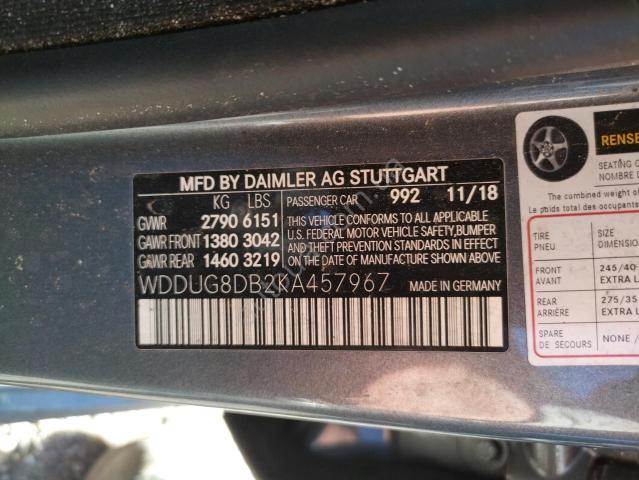 MFD BY DAIMLER AG STUTTGART
KG LBS PASSENGER CAR 992 11/18
GVWR 2790 6151
GAWR FRONT 1380 3042
GAWR REAR 1460 3219
THIS VEHICLE CONFORMS TO ALL APPLICABLE
U.S. FEDERAL MOTOR VEHICLE SAFETY,BUMPER
AND THEFT PREVENTION STANDARDS IN EFFECT
ON THE DATE OF MANUFACTURE SHOWN ABOVE.
WDDUG8DB2KA457967
MADE IN GERMANY
SEATING
NOMBRE D
The combined weight of
Le poids total des occupants
TIRE
PNEU
SIZE
FRONT
AVANT
245/40
EXTRA
REAR
ARRIÈRE
275/35
EXTRA
SPARE
DE SECOURS
NONE /